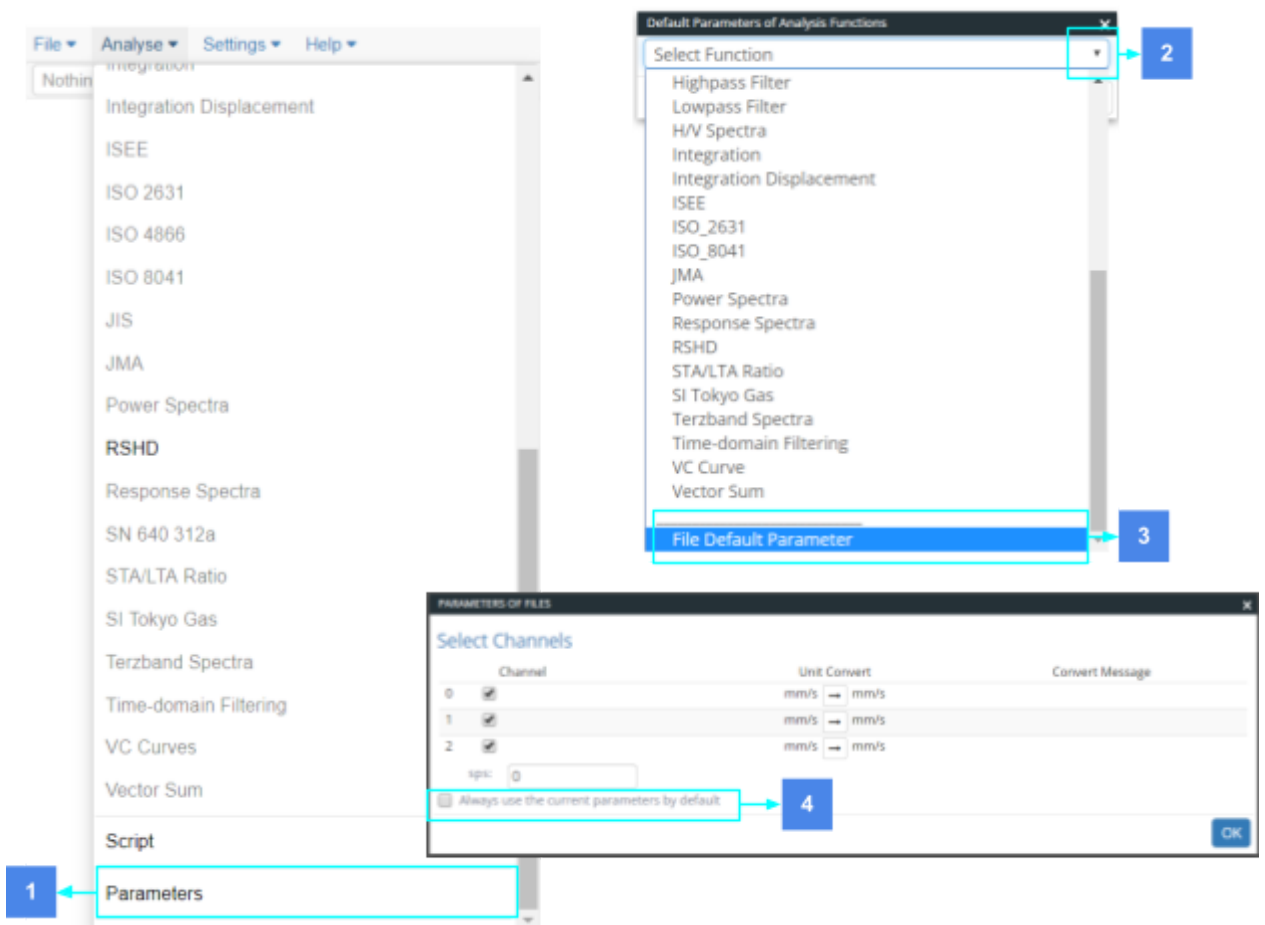 File Analyse Settings Help
Nothin
Integration
Integration Displacement
ISEE
ISO 2631
ISO 4866
ISO 8041
JIS
JMA
Power Spectra
RSHD
Response Spectra
SN 640 312a
STA/LTA Ratio
SI Tokyo Gas
Terzband Spectra
Time-domain Filtering
VC Curves
Vector Sum
Script
1
Parameters
Default Parameters of Analysis Functions
Select Function
2
Highpass Filter
Lowpass Filter
H/V Spectra
Integration
Integration Displacement
ISEE
ISO_2631
ISO_8041
JMA
Power Spectra
Response Spectra
RSHD
STA/LTA Ratio
SI Tokyo Gas
Terzband Spectra
Time-domain Filtering
VC Curve
Vector Sum
File Default Parameter
3
PARAMETERS OF FILES
Select Channels
Channel Unit Convert Convert Message
0 mm/s → mm/s
1 mm/s → mm/s
2 mm/s → mm/s
sps: 0
Always use the current parameters by default
4
OK